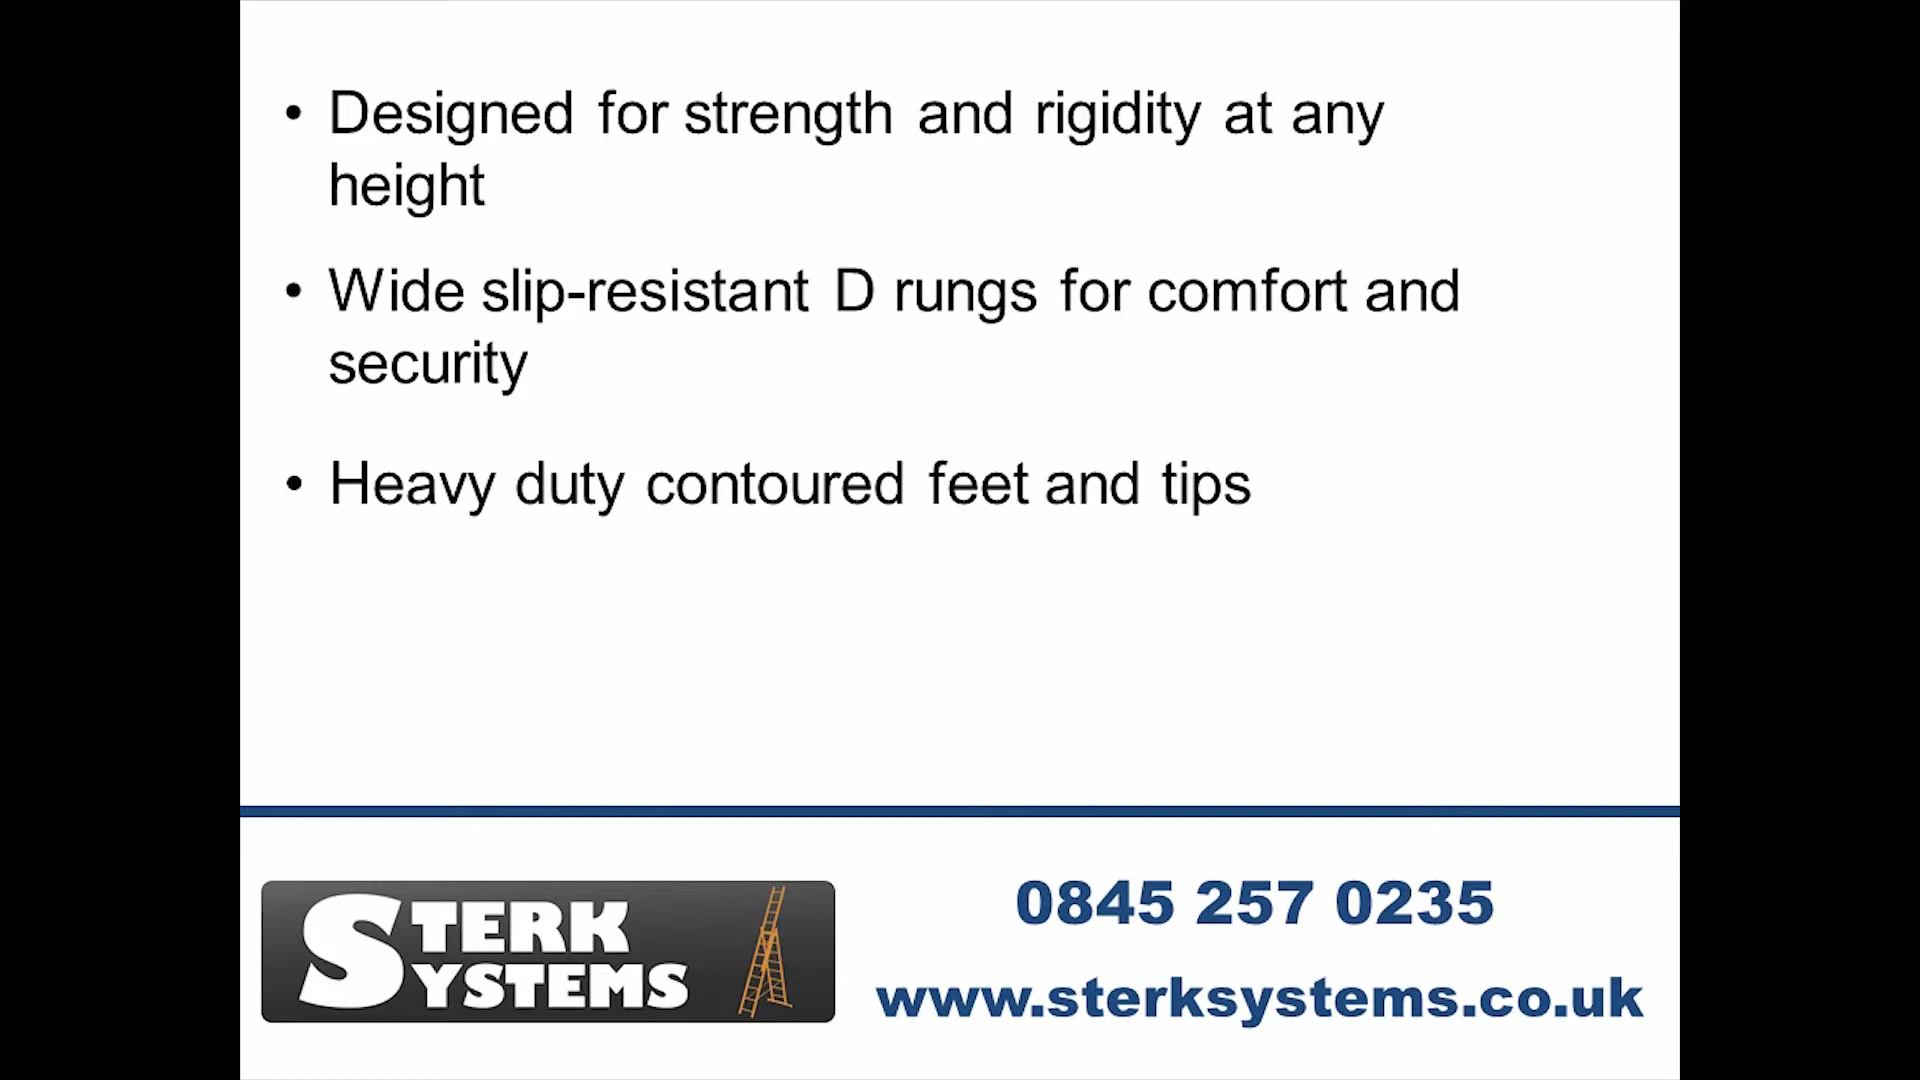 • Designed for strength and rigidity at any
height
• Wide slip-resistant D rungs for comfort and
security
• Heavy duty contoured feet and tips
STERK
SYSTEMS
0845 257 0235
www.sterksystems.co.uk